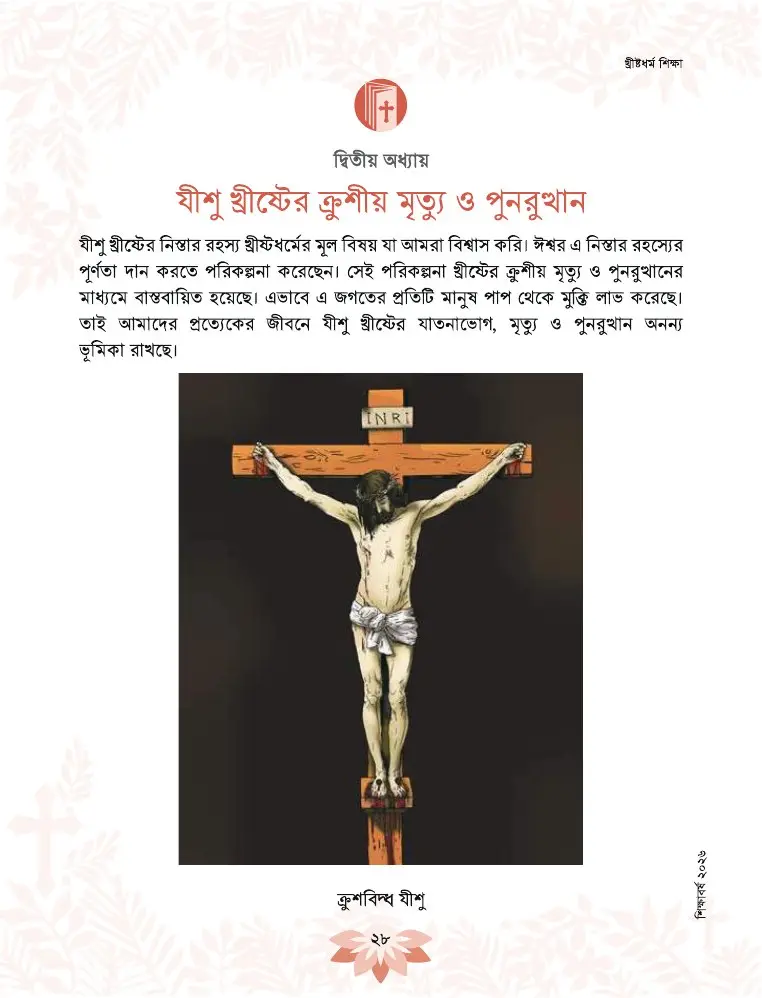 খ্রীষ্টধর্ম শিক্ষা
দ্বিতীয় অধ্যায়
যীশু খ্রীষ্টের ক্রুশীয় মৃত্যু ও পুনরুত্থান
যীশু খ্রীষ্টের নিস্তার রহস্য খ্রীষ্টধর্মের মূল বিষয় যা আমরা বিশ্বাস করি। ঈশ্বর এ নিস্তার রহস্যের
পূর্ণতা দান করতে পরিকল্পনা করেছেন। সেই পরিকল্পনা খ্রীষ্টের ক্রুশীয় মৃত্যু ও পুনরুত্থানের
মাধ্যমে বাস্তবায়িত হয়েছে। এভাবে এ জগতের প্রতিটি মানুষ পাপ থেকে মুক্তি লাভ করেছে।
তাই আমাদের প্রত্যেকের জীবনে যীশু খ্রীষ্টের যাতনাভোগ, মৃত্যু ও পুনরুত্থান অনন্য
ভূমিকা রাখছে।
INRI
ক্রুশবিদ্ধ যীশু
২৮
শিক্ষাবর্ষ ২০২৬